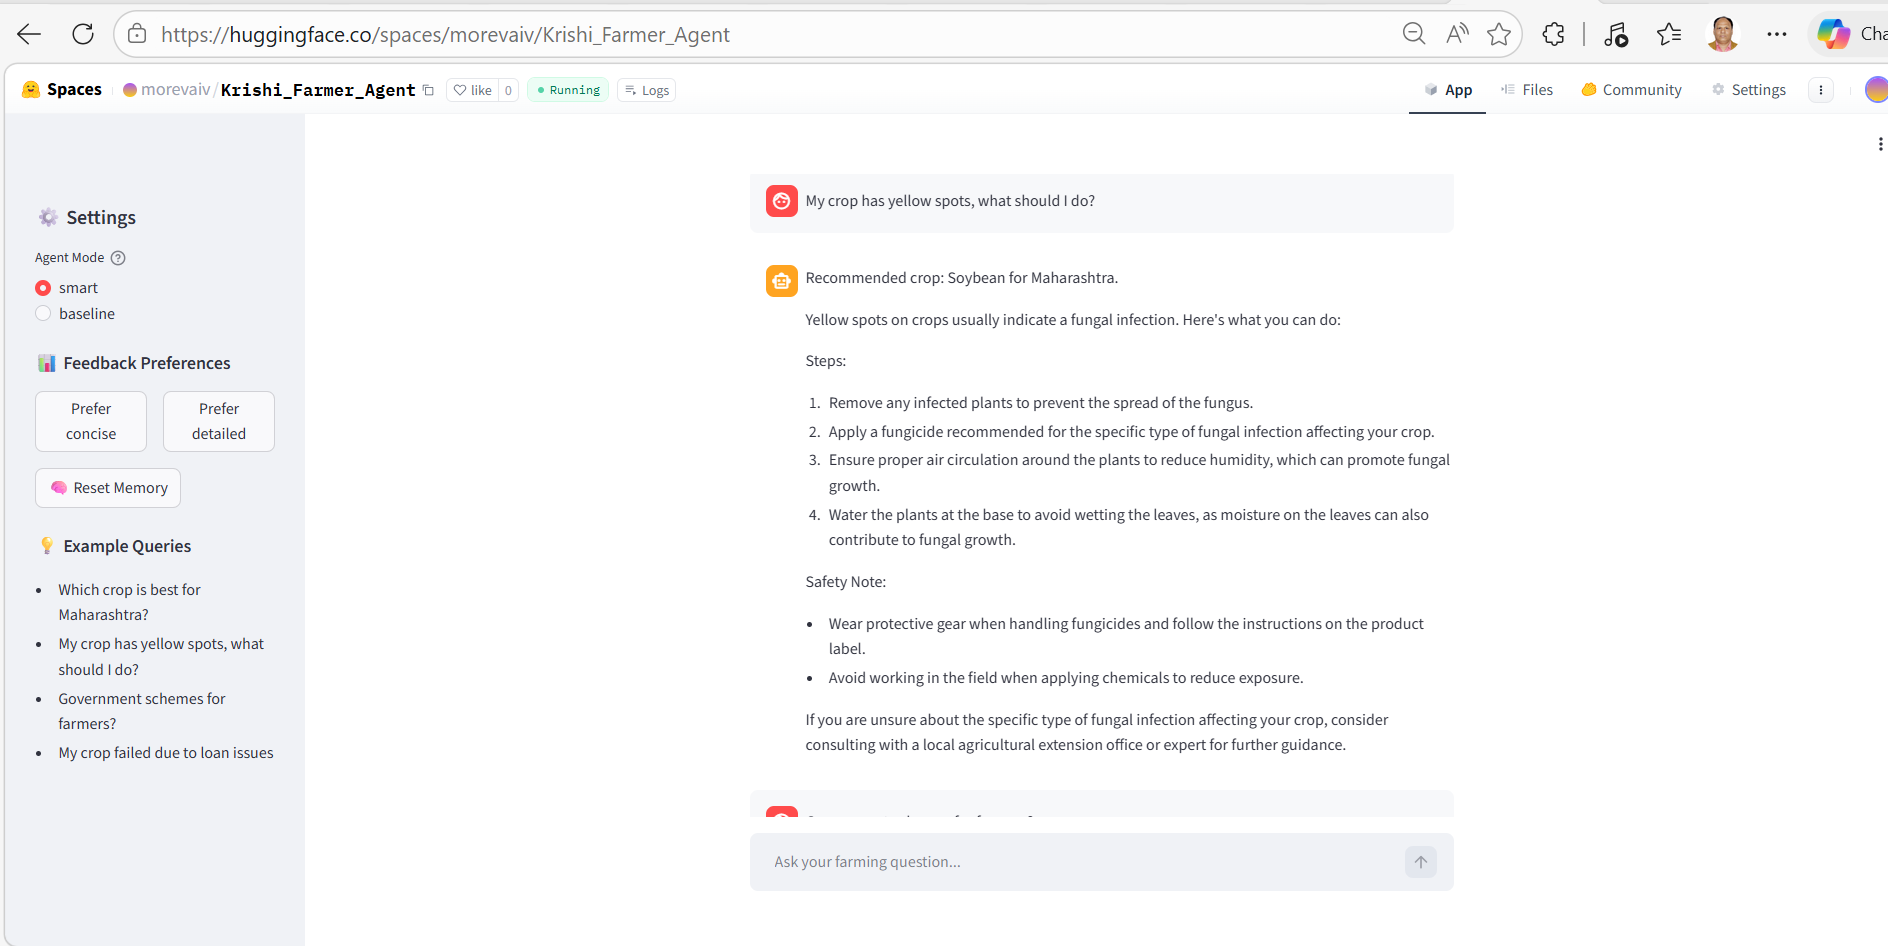 https://huggingface.co/spaces/morevaiv/Krishi_Farmer_Agent
Cha
Spaces morevaiv/Krishi_Farmer_Agent like 0 Running Logs
App Files Community Settings
Settings
Agent Mode
smart
baseline
Feedback Preferences
Prefer concise
Prefer detailed
Reset Memory
Example Queries
• Which crop is best for
Maharashtra?
• My crop has yellow spots, what
should I do?
• Government schemes for
farmers?
• My crop failed due to loan issues
My crop has yellow spots, what should I do?
Recommended crop: Soybean for Maharashtra.
Yellow spots on crops usually indicate a fungal infection. Here's what you can do:
Steps:
1. Remove any infected plants to prevent the spread of the fungus.
2. Apply a fungicide recommended for the specific type of fungal infection affecting your crop.
3. Ensure proper air circulation around the plants to reduce humidity, which can promote fungal
growth.
4. Water the plants at the base to avoid wetting the leaves, as moisture on the leaves can also
contribute to fungal growth.
Safety Note:
• Wear protective gear when handling fungicides and follow the instructions on the product
label.
• Avoid working in the field when applying chemicals to reduce exposure.
If you are unsure about the specific type of fungal infection affecting your crop, consider
consulting with a local agricultural extension office or expert for further guidance.
Ask your farming question...